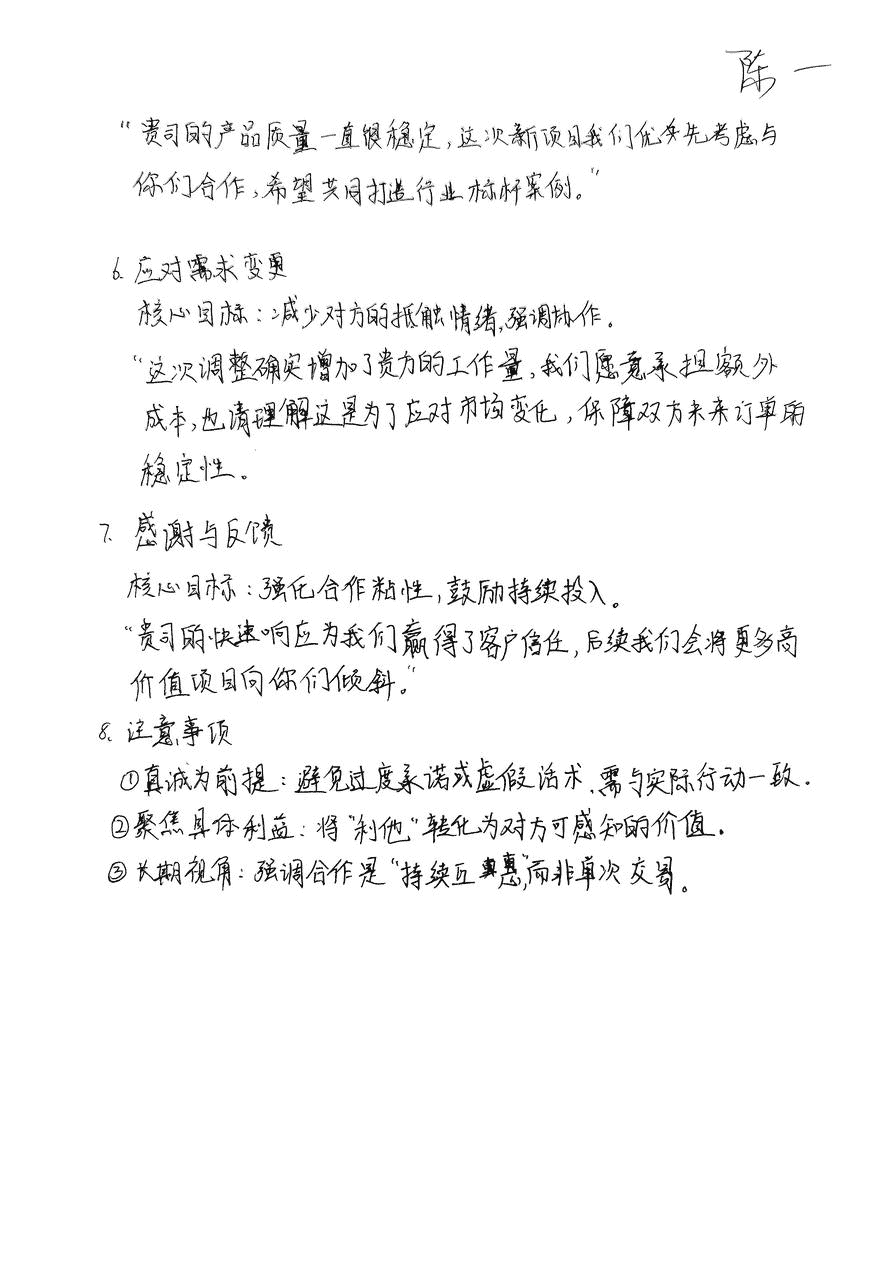 陈一
“贵司的产品质量一直很稳定，这次新项目我们优先考虑与
你们合作，希望共同打造行业标杆案例。”
6. 应对需求变更
核心目标：减少对方的抵触情绪，强调协作。
“这次调整确实增加了贵方的工作量，我们愿意承担额外
成本，也请理解这是为了应对市场变化，保障双方未来订单的
稳定性。
7. 感谢与反馈
核心目标：强化合作粘性，鼓励持续投入。
“贵司的快速响应为我们赢得了客户信任，后续我们会将更多高
价值项目向你们倾斜。”
8. 注意事项
①真诚为前提：避免过度承诺或虚假话术、需与实际行动一致.
②聚焦具体利益：将“利他”转化为对方可感知的价值.
③长期视角：强调合作是“持续互惠”，而非单次交易。